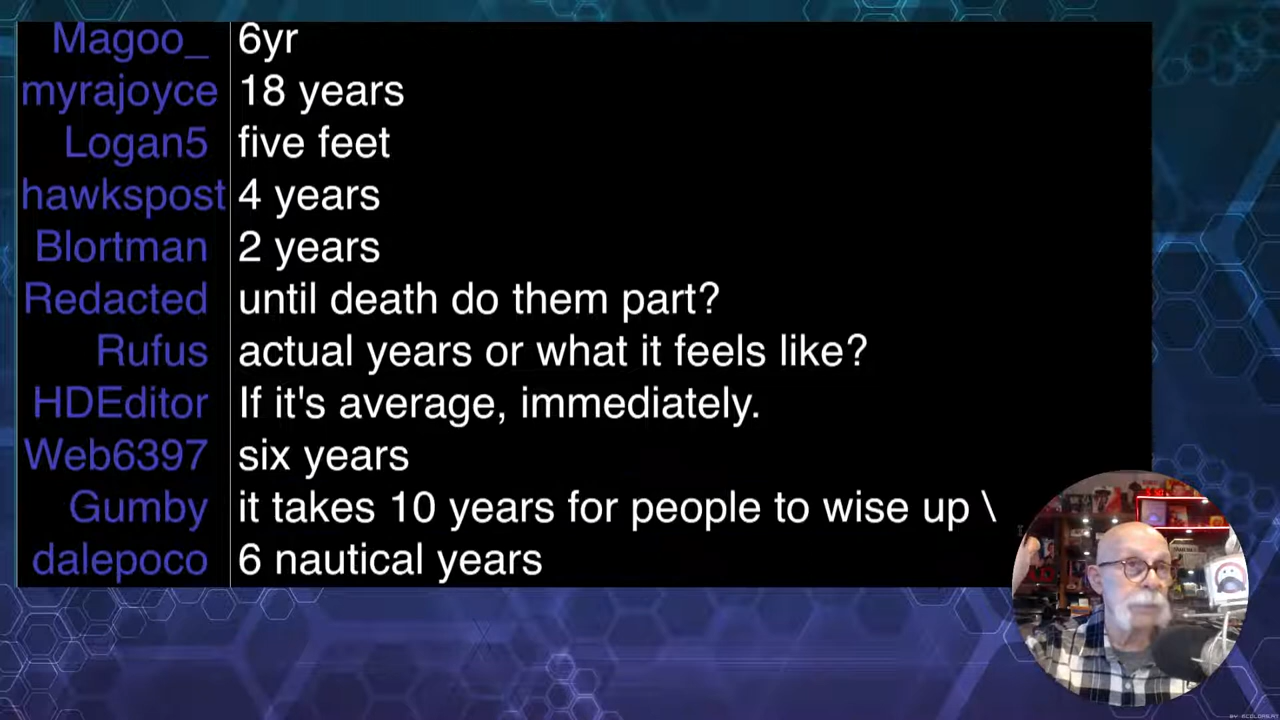 Magoo_ 6yr
myrajoyce 18 years
Logan5 five feet
hawkspost 4 years
Blortman 2 years
Redacted until death do them part?
Rufus actual years or what it feels like?
HDEditor If it's average, immediately.
Web6397 six years
Gumby it takes 10 years for people to wise up \
dalepoco 6 nautical years